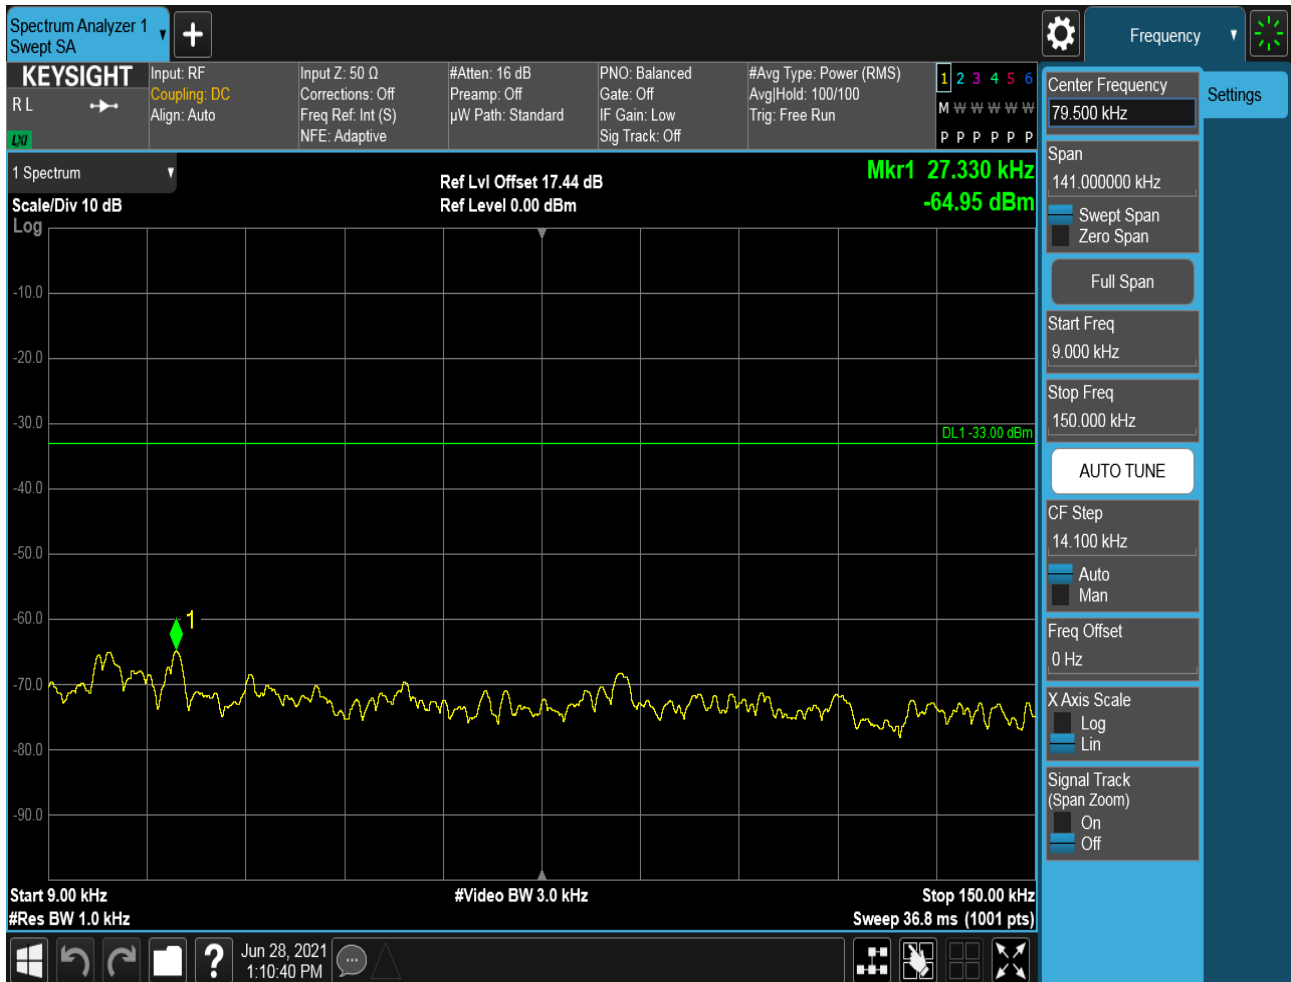 Spectrum Analyzer 1
Swept SA
Frequency
KEYSIGHT
R L
LXI
Input: RF
Coupling: DC
Align: Auto
Input Z: 50 Ω
Corrections: Off
Freq Ref: Int (S)
NFE: Adaptive
#Atten: 16 dB
Preamp: Off
µW Path: Standard
PNO: Balanced
Gate: Off
IF Gain: Low
Sig Track: Off
#Avg Type: Power (RMS)
Avg|Hold: 100/100
Trig: Free Run
1 2 3 4 5 6
M W W W W W
P P P P P P
1 Spectrum
Scale/Div 10 dB
Log
Ref Lvl Offset 17.44 dB
Ref Level 0.00 dBm
Mkr1 27.330 kHz
-64.95 dBm
-10.0
-20.0
-30.0
DL1 -33.00 dBm
-40.0
-50.0
-60.0
1
-70.0
-80.0
-90.0
Start 9.00 kHz
#Res BW 1.0 kHz
#Video BW 3.0 kHz
Stop 150.00 kHz
Sweep 36.8 ms (1001 pts)
Center Frequency
79.500 kHz
Settings
Span
141.000000 kHz
Swept Span
Zero Span
Full Span
Start Freq
9.000 kHz
Stop Freq
150.000 kHz
AUTO TUNE
CF Step
14.100 kHz
Auto
Man
Freq Offset
0 Hz
X Axis Scale
Log
Lin
Signal Track
(Span Zoom)
On
Off
?
Jun 28, 2021
1:10:40 PM